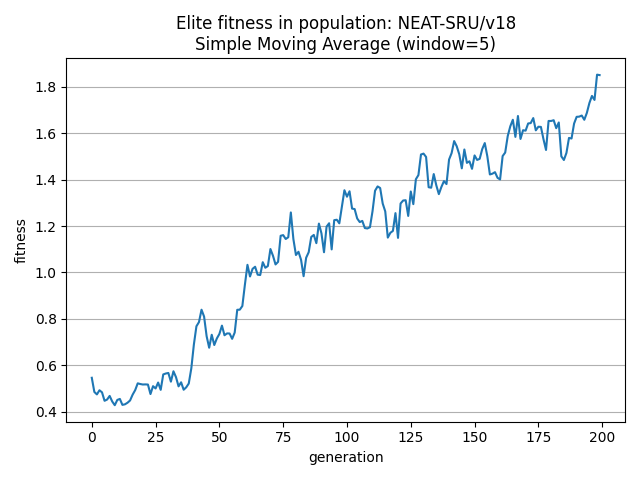 Elite fitness in population: NEAT-SRU/v18
Simple Moving Average (window=5)
fitness
1.8
1.6
1.4
1.2
1.0
0.8
0.6
0.4
0 25 50 75 100 125 150 175 200
generation